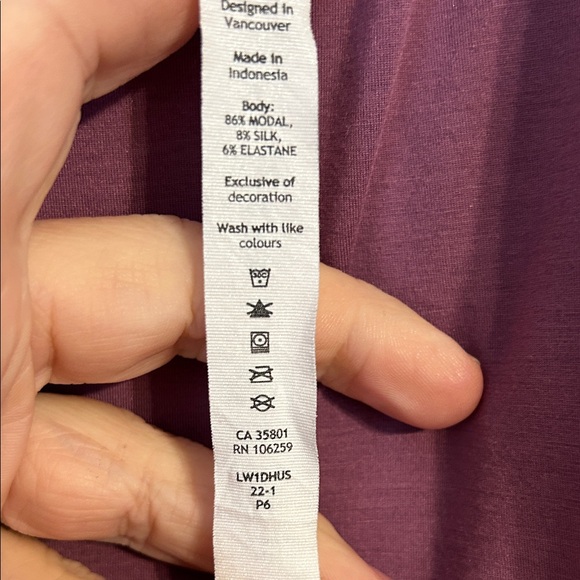 Designed in
Vancouver
Made in
Indonesia
Body:
86% MODAL,
8% SILK,
6% ELASTANE
Exclusive of
decoration
Wash with like
colours
CA 35801
RN 106259
LW1DHUS
22-1
P6